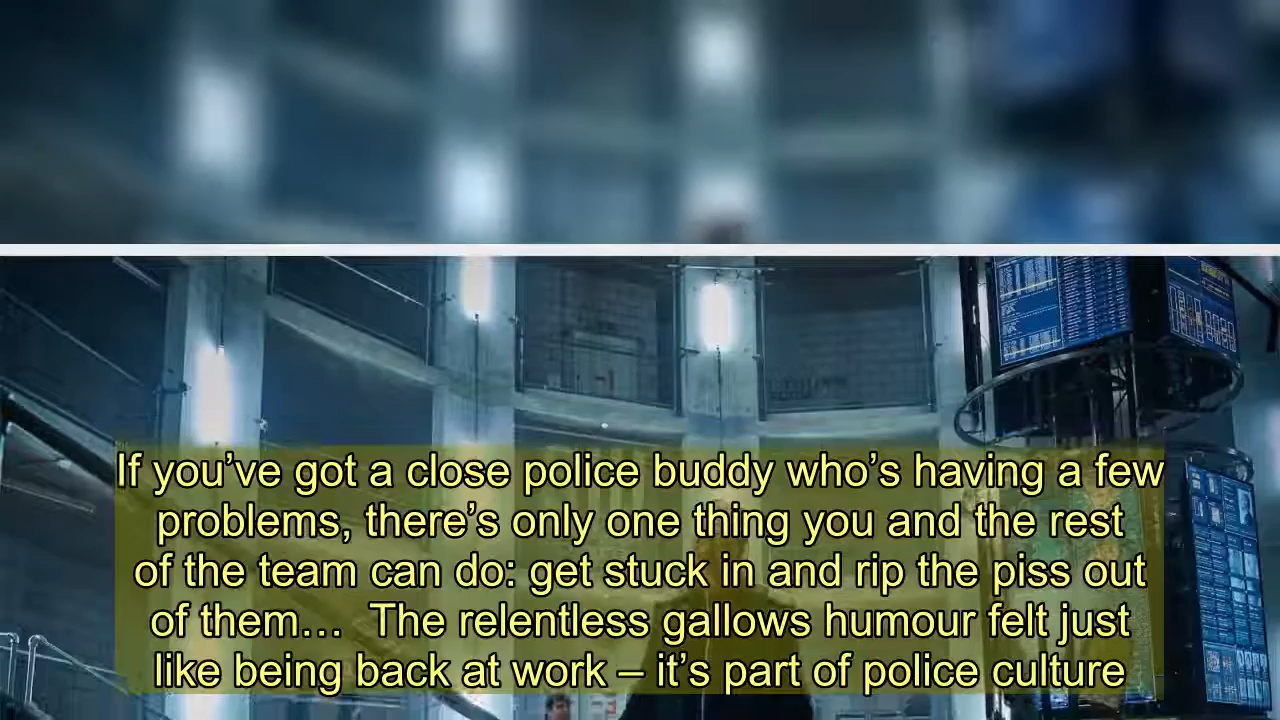 If you’ve got a close police buddy who’s having a few
problems, there’s only one thing you and the rest
of the team can do: get stuck in and rip the piss out
of them…  The relentless gallows humour felt just
like being back at work – it’s part of police culture